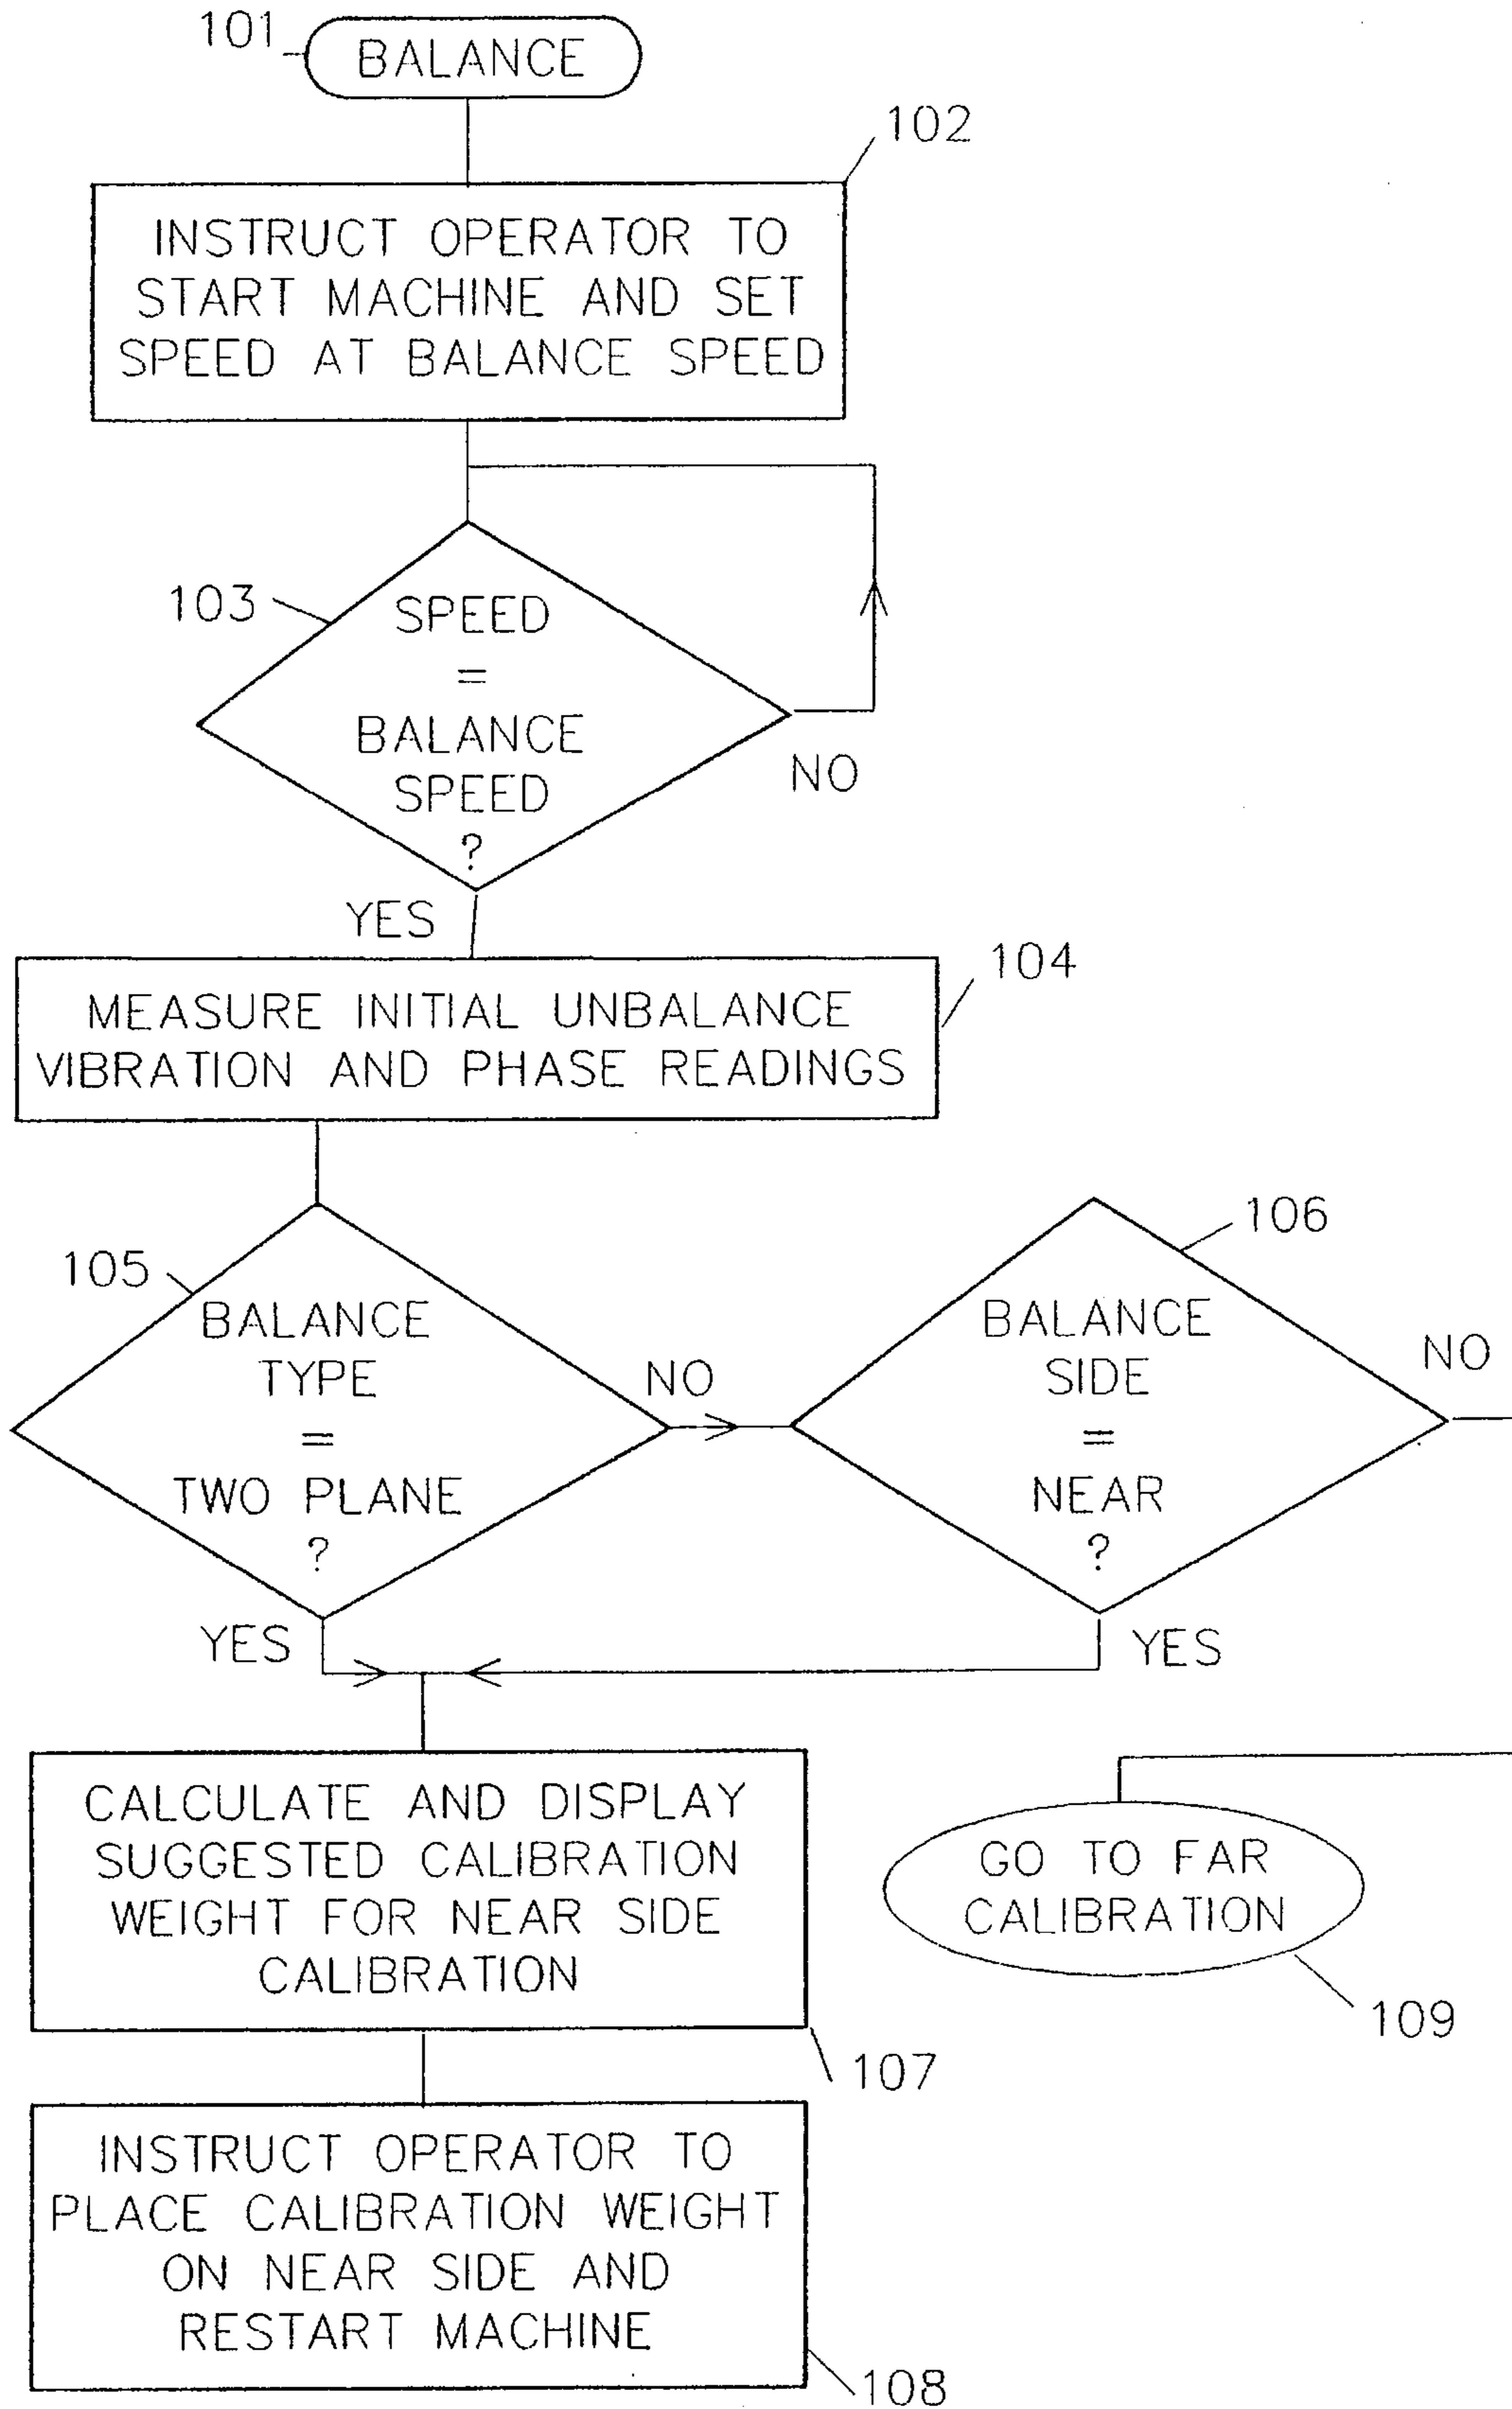 101
BALANCE
102
INSTRUCT OPERATOR TO
START MACHINE AND SET
SPEED AT BALANCE SPEED
103
SPEED
=
BALANCE
SPEED
?
NO
YES
104
MEASURE INITIAL UNBALANCE
VIBRATION AND PHASE READINGS
105
BALANCE
TYPE
=
TWO PLANE
?
NO
YES
106
BALANCE
SIDE
=
NEAR
?
NO
YES
CALCULATE AND DISPLAY
SUGGESTED CALIBRATION
WEIGHT FOR NEAR SIDE
CALIBRATION
107
GO TO FAR
CALIBRATION
109
INSTRUCT OPERATOR TO
PLACE CALIBRATION WEIGHT
ON NEAR SIDE AND
RESTART MACHINE
108